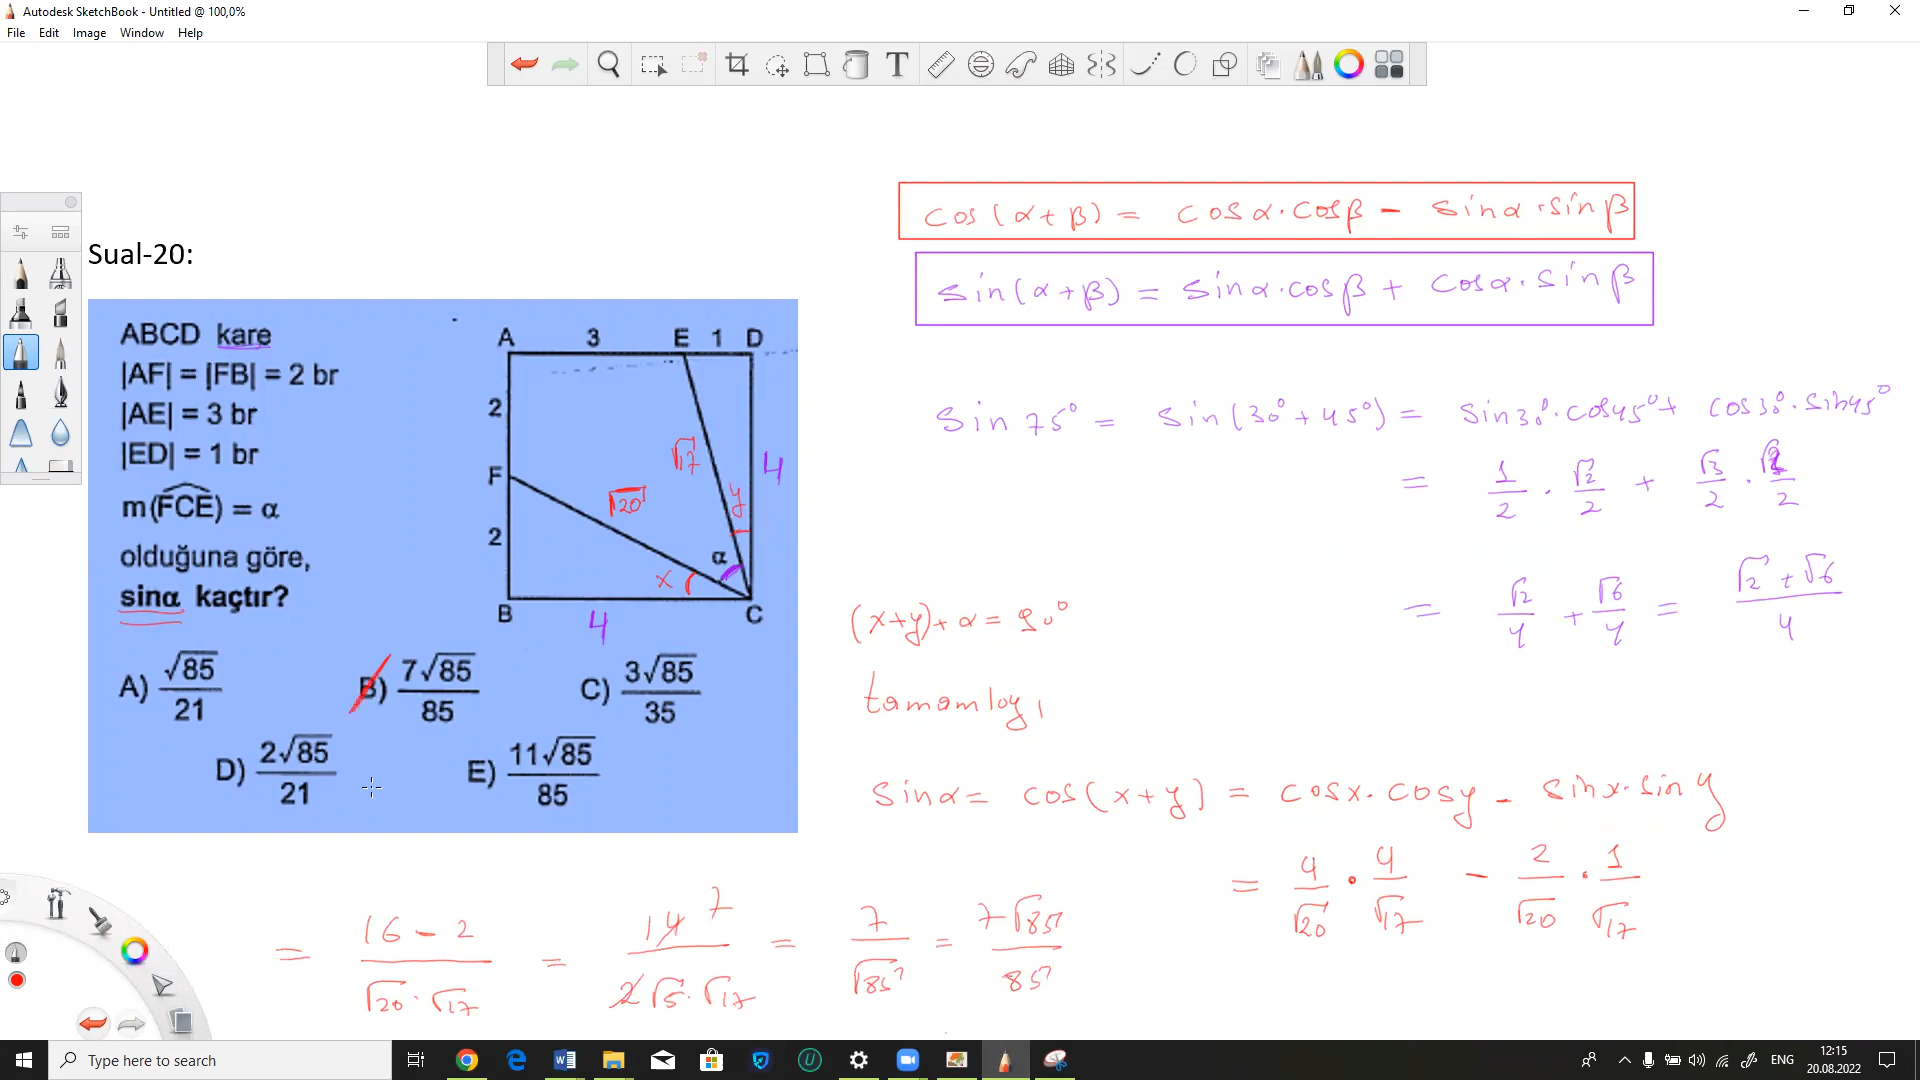 Autodesk SketchBook - Untitled @ 100,0%
File Edit Image Window Help
Sual-20:
ABCD kare
|AF| = |FB| = 2 br
|AE| = 3 br
|ED| = 1 br
m(FCE) = α
olduğuna göre,
sinα kaçtır?
A 3 E 1 D
2
√17
4
F
√20
y
2
α
x
B 4 C
A) √85/21 B) 7√85/85 C) 3√85/35
D) 2√85/21 E) 11√85/85
cos(α+β) = cosα·cosβ - sinα·sinβ
sin(α+β) = sinα·cosβ + cosα·sinβ
sin75° = sin(30°+45°) = sin30°·cos45° + cos30°·sin45°
= 1/2 · √2/2 + √3/2 · √2/2
= √2/4 + √6/4 = (√2+√6)/4
(x+y)+α = 90°
sinα = cos(x+y) = cosx·cosy - sinx·siny
= 4/√20 · 4/√17 - 2/√20 · 1/√17
= (16-2)/(√20·√17) = 14 7/(2√5·√17) = 7/√85 = 7√85/85
Type here to search
ENG
12:15
20.08.2022